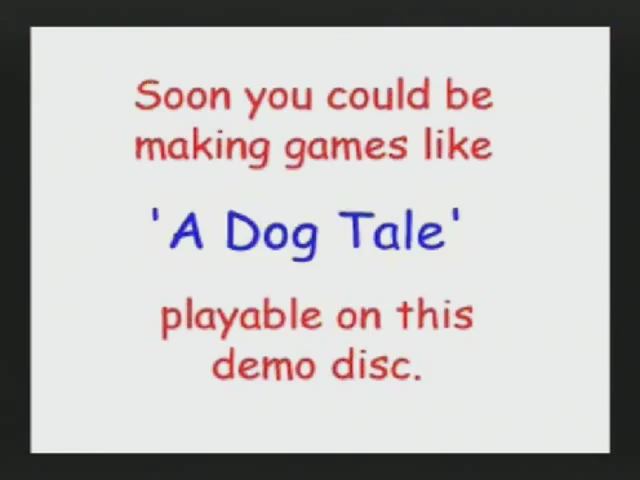 Soon you could be
making games like
'A Dog Tale'
playable on this
demo disc.